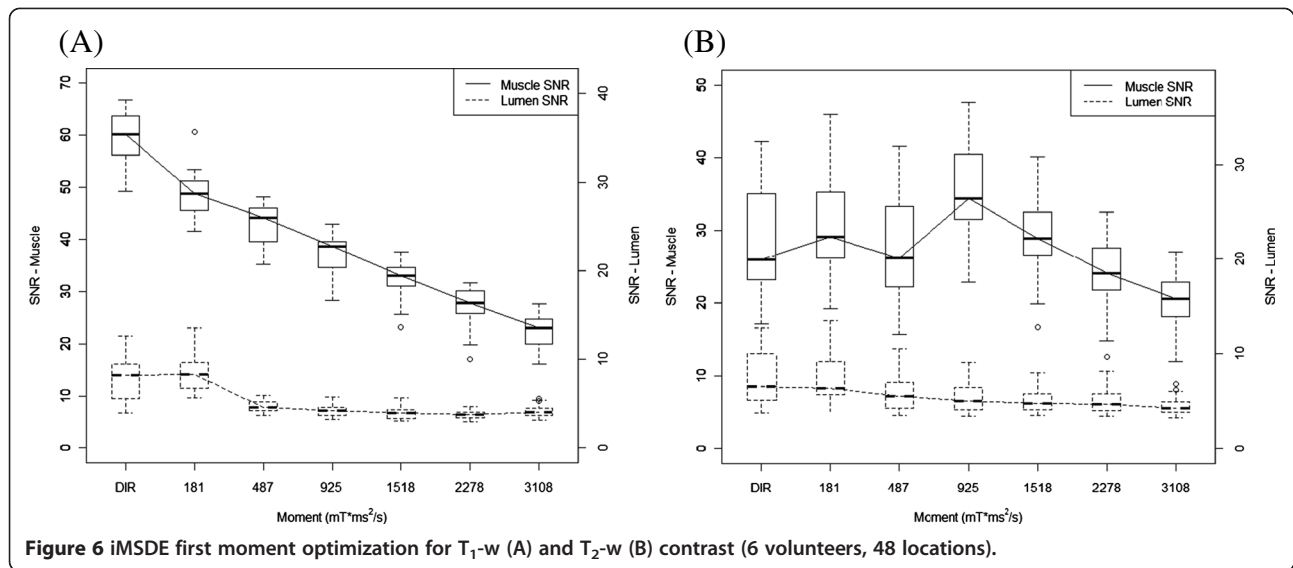 (A)
Muscle SNR
Lumen SNR
SNR - Muscle
70
60
50
40
30
20
10
0
SNR - Lumen
40
30
20
10
0
DIR 181 487 925 1518 2278 3108
Moment (mT*ms²/s)
(B)
Muscle SNR
Lumen SNR
SNR - Muscle
50
40
30
20
10
0
SNR - Lumen
30
20
10
0
DIR 181 487 925 1518 2278 3108
Moment (mT*ms²/s)
Figure 6 iMSDE first moment optimization for T₁-w (A) and T₂-w (B) contrast (6 volunteers, 48 locations).